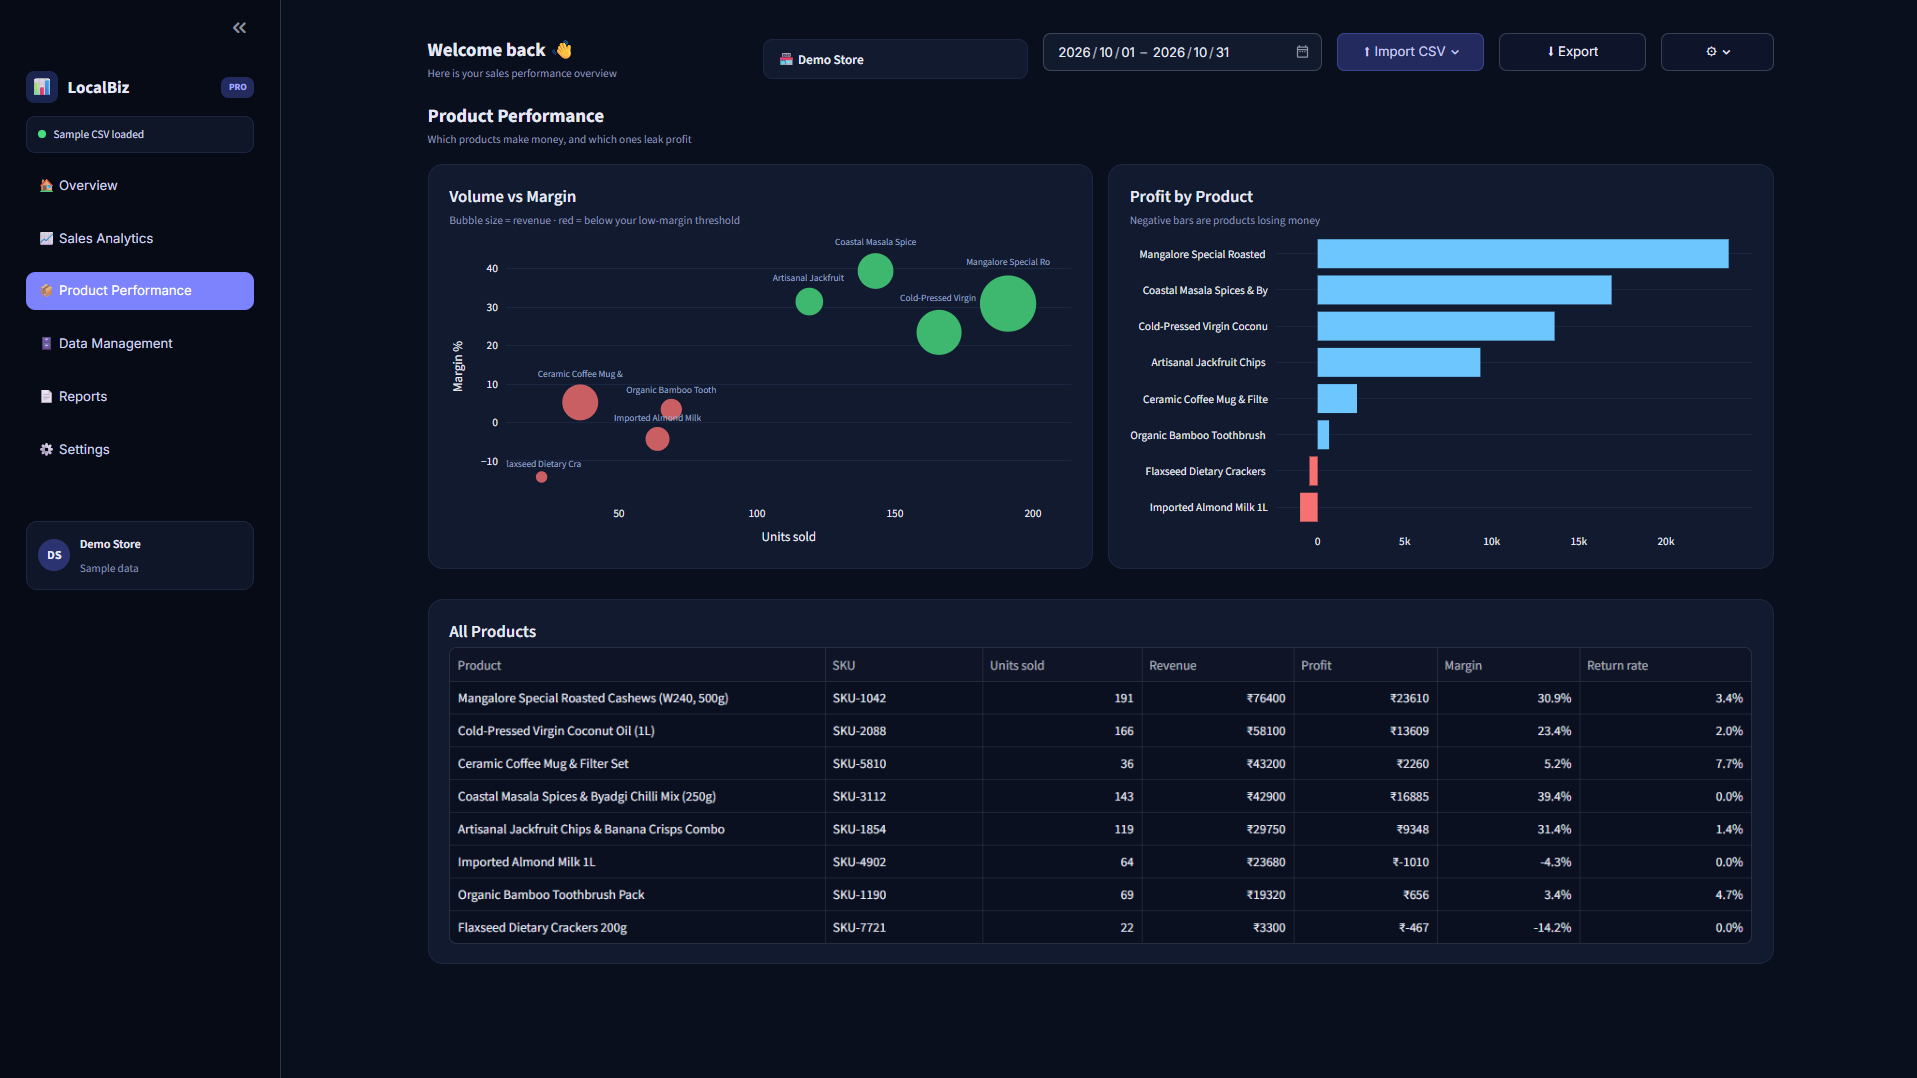 LocalBiz PRO
Sample CSV loaded
Overview
Sales Analytics
Product Performance
Data Management
Reports
Settings
DS Demo Store
Sample data
Welcome back 👋
Here is your sales performance overview
Demo Store
2026/10/01 – 2026/10/31
Import CSV
Export
Product Performance
Which products make money, and which ones leak profit
Volume vs Margin
Bubble size = revenue · red = below your low-margin threshold
Coastal Masala Spice
Mangalore Special Ro
Artisanal Jackfruit
Cold-Pressed Virgin
Ceramic Coffee Mug &
Organic Bamboo Tooth
Imported Almond Milk
laxseed Dietary Cra
Margin %
40
30
20
10
0
−10
50 100 150 200
Units sold
Profit by Product
Negative bars are products losing money
Mangalore Special Roasted
Coastal Masala Spices & By
Cold-Pressed Virgin Coconu
Artisanal Jackfruit Chips
Ceramic Coffee Mug & Filte
Organic Bamboo Toothbrush
Flaxseed Dietary Crackers
Imported Almond Milk 1L
0 5k 10k 15k 20k
All Products
Product SKU Units sold Revenue Profit Margin Return rate
Mangalore Special Roasted Cashews (W240, 500g) SKU-1042 191 ₹76400 ₹23610 30.9% 3.4%
Cold-Pressed Virgin Coconut Oil (1L) SKU-2088 166 ₹58100 ₹13609 23.4% 2.0%
Ceramic Coffee Mug & Filter Set SKU-5810 36 ₹43200 ₹2260 5.2% 7.7%
Coastal Masala Spices & Byadgi Chilli Mix (250g) SKU-3112 143 ₹42900 ₹16885 39.4% 0.0%
Artisanal Jackfruit Chips & Banana Crisps Combo SKU-1854 119 ₹29750 ₹9348 31.4% 1.4%
Imported Almond Milk 1L SKU-4902 64 ₹23680 ₹-1010 -4.3% 0.0%
Organic Bamboo Toothbrush Pack SKU-1190 69 ₹19320 ₹656 3.4% 4.7%
Flaxseed Dietary Crackers 200g SKU-7721 22 ₹3300 ₹-467 -14.2% 0.0%